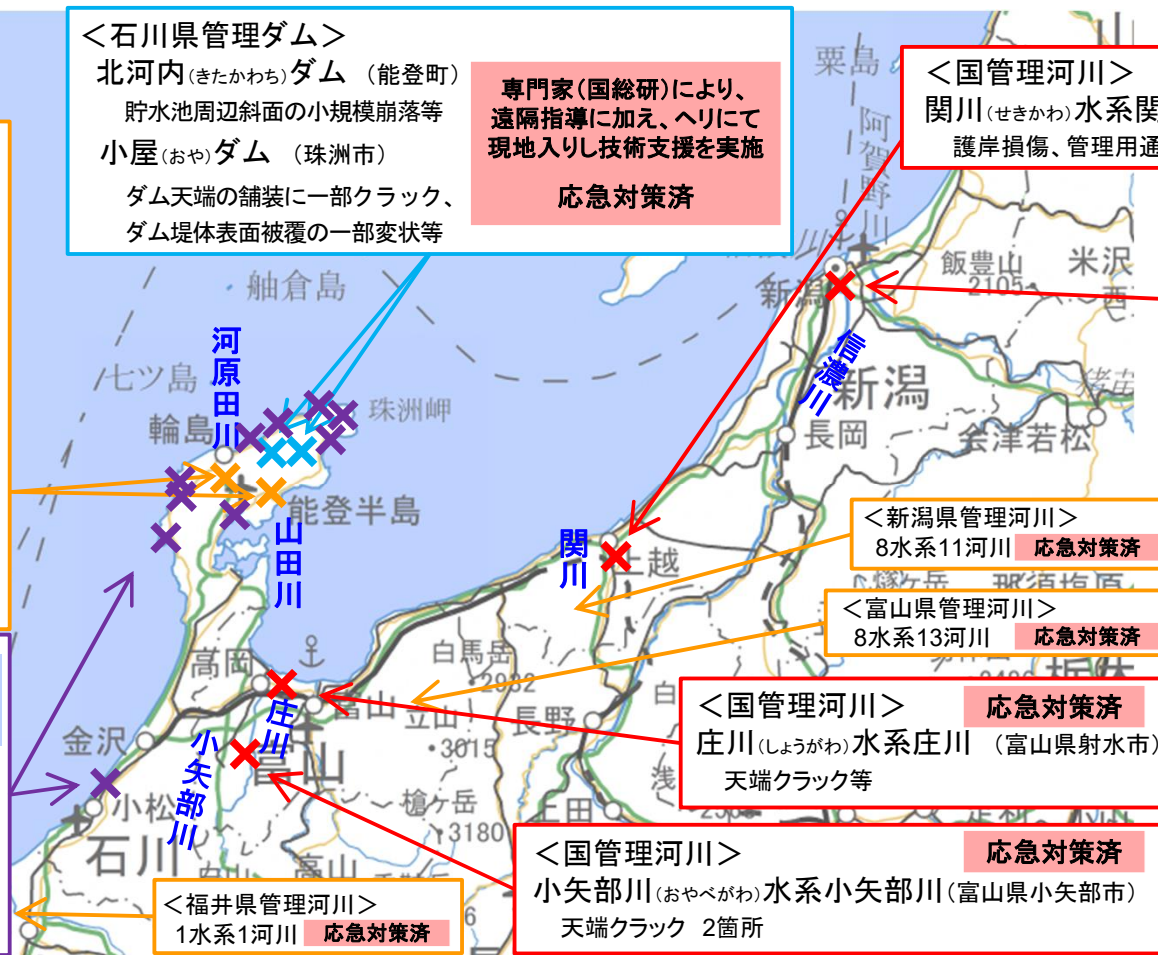 ＜石川県管理ダム＞
北河内(きたかわち)ダム （能登町）
貯水池周辺斜面の小規模崩落等
小屋(おや)ダム （珠洲市）
ダム天端の舗装に一部クラック、
ダム堤体表面被覆の一部変状等
専門家（国総研）により、
遠隔指導に加え、ヘリにて
現地入りし技術支援を実施
応急対策済
＜国管理河川＞
関川(せきかわ)水系関
護岸損傷、管理用通
粟島
阿賀野川
飯豊山
2105
米沢
新潟
信濃川
新潟
長岡
会津若松
舳倉島
七ツ島
河原田川
輪島
珠洲岬
能登半島
山田川
関川
上越
＜新潟県管理河川＞
8水系11河川 応急対策済
那須塩原
＜富山県管理河川＞
8水系13河川 応急対策済
白馬岳
2932
高岡
富山
立山
3015
長野
庄川
小矢部川
富山
金沢
小松
石川
槍ヶ岳
3180
上田
高山
＜国管理河川＞ 応急対策済
庄川(しょうがわ)水系庄川 （富山県射水市）
天端クラック等
＜国管理河川＞ 応急対策済
小矢部川(おやべがわ)水系小矢部川(富山県小矢部市)
天端クラック 2箇所
＜福井県管理河川＞
1水系1河川 応急対策済